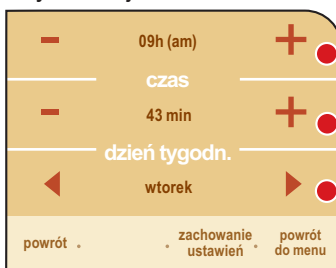 − 09h (am) +
czas
− 43 min +
dzień tygodn.
wtorek
powrót . . zachowanie ustawień . powrót do menu